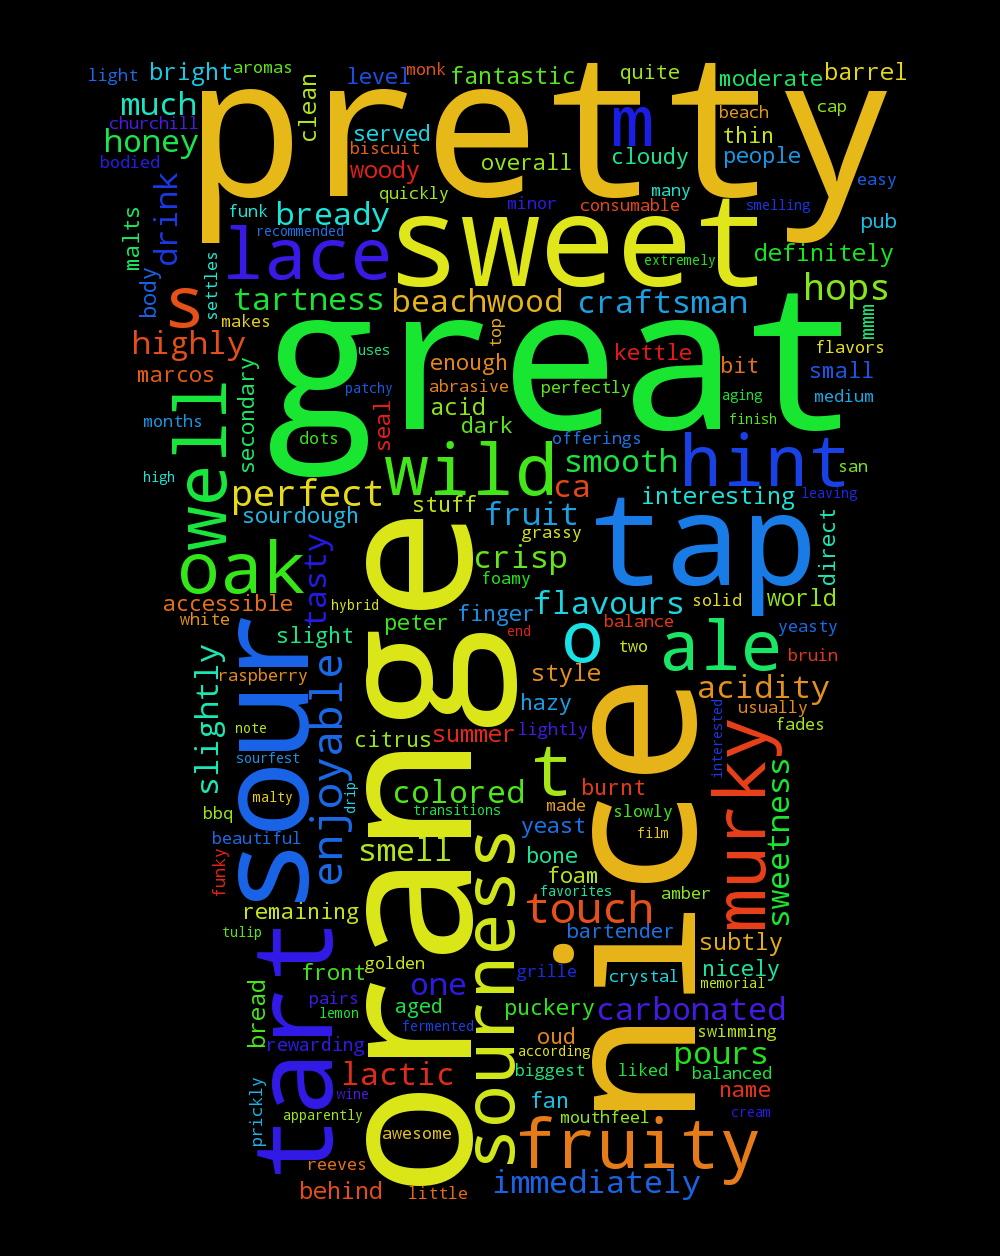 pretty
light
bright
aromas
level
monk
fantastic
quite
moderate
barrel
much
clean
m
beach
cap
churchill
served
thin
honey
biscuit
overall
cloudy
people
bodied
woody
easy
drink
quickly
many
minor
consumable
smelling
malts
funk
bready
sweet
pub
lace
recommended
definitely
extremely
body
settles
s
tartness
beachwood
craftsman
hops
great
makes
top
mmm
highly
uses
kettle
flavors
marcos
enough
bit
small
secondary
patchy
abrasive
perfectly
aging
medium
well
months
seal
acid
dark
finish
dots
offerings
wild
smooth
hint
san
high
perfect
ca
interesting
leaving
stuff
sourdough
fruit
tap
direct
grassy
oak
tasty
orange
crisp
foamy
accessible
hybrid
finger
flavours
solid
world
white
sour
peter
end
o
balance
two
ale
yeasty
slight
slightly
bruin
raspberry
enjoyable
style
nice
acidity
hazy
interested
usually
note
citrus
summer
lightly
murky
fades
sourfest
t
drip
malty
colored
burnt
sweetness
bbq
transitions
made
slowly
beautiful
yeast
film
funky
smell
sourness
bone
foam
favorites
amber
remaining
touch
tulip
tart
bartender
subtly
golden
front
grille
crystal
nicely
memorial
bread
one
pairs
lemon
aged
puckery
carbonated
fermented
rewarding
oud
swimming
according
pours
lactic
biggest
liked
balanced
prickly
wine
fan
name
apparently
mouthfeel
cream
awesome
fruity
reeves
behind
little
immediately